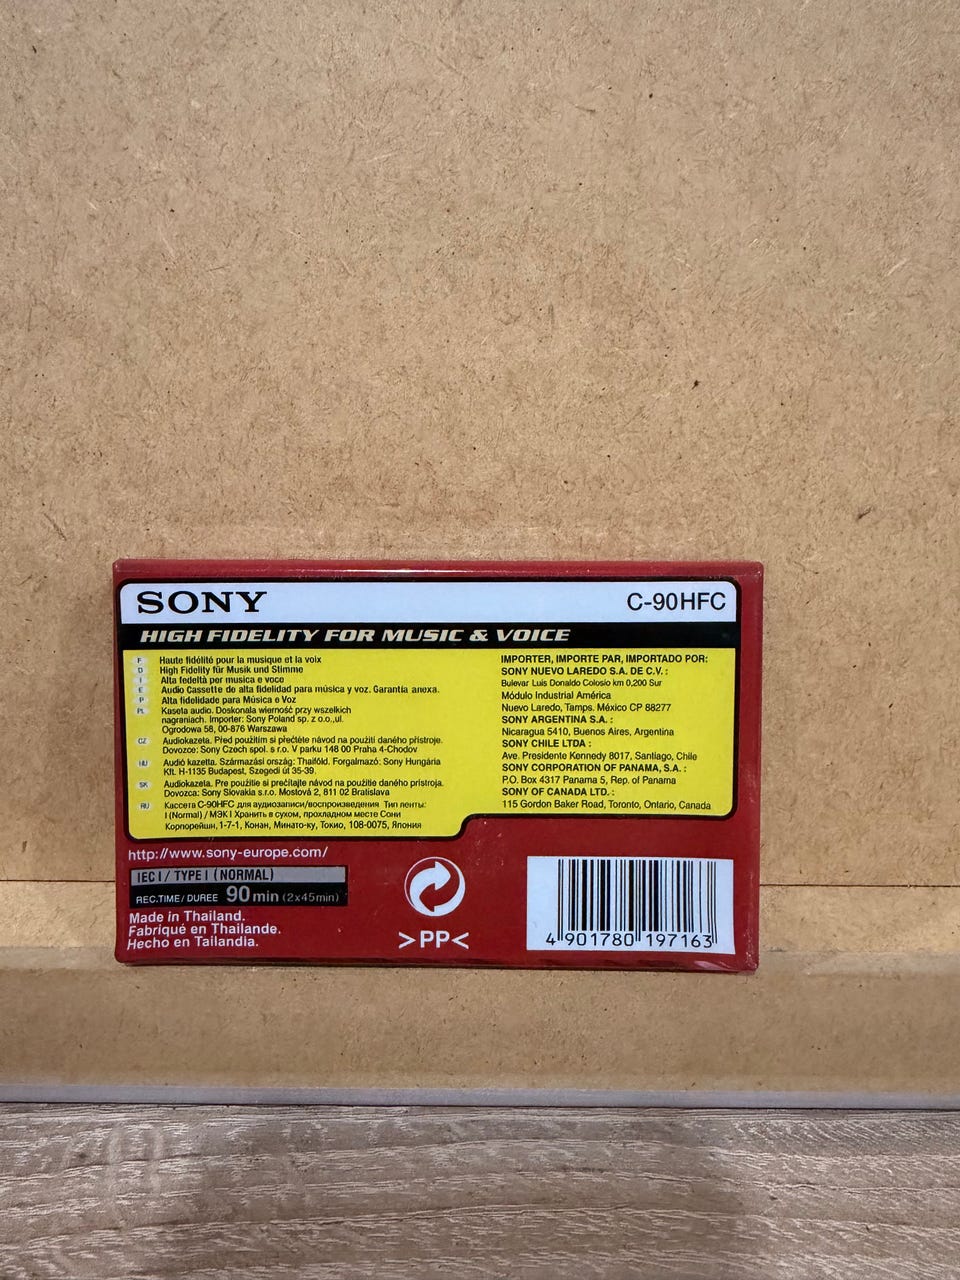 SONY
C-90HFC
HIGH FIDELITY FOR MUSIC & VOICE
F Haute fidélité pour la musique et la voix
D High Fidelity für Musik und Stimme
I Alta fedeltà per musica e voce
E Audio Cassette de alta fidelidad para música y voz. Garantía anexa.
P Alta fidelidade para Música e Voz
PL Kaseta audio. Doskonala wierność przy wszelkich
nagraniach. Importer: Sony Poland sp. z o.o.,ul.
Ogrodowa 58, 00-876 Warszawa
CZ Audiokazeta. Před použitím si přečtěte návod na použití daného přístroje.
Dovozce: Sony Czech spol. s r.o. V parku 148 00 Praha 4-Chodov
HU Audió kazetta. Származási ország: Thaiföld. Forgalmazó: Sony Hungária
Kft. H-1135 Budapest, Szegedi út 35-39.
SK Audiokazeta. Pre použitie si prečítajte návod na použitie daného prístroja.
Dovozca: Sony Slovakia s.r.o. Mostová 2, 811 02 Bratislava
RU Кассета C-90HFC для аудиозаписи/воспроизведения Тип ленты:
I (Normal) / МЭК I Хранить в сухом, прохладном месте Сони
Корпорейшн, 1-7-1, Конан, Минато-ку, Токио, 108-0075, Япония
IMPORTER, IMPORTE PAR, IMPORTADO POR:
SONY NUEVO LAREDO S.A. DE C.V. :
Bulevar Luis Donaldo Colosio km 0,200 Sur
Módulo Industrial América
Nuevo Laredo, Tamps. México CP 88277
SONY ARGENTINA S.A. :
Nicaragua 5410, Buenos Aires, Argentina
SONY CHILE LTDA :
Ave. Presidente Kennedy 8017, Santiago, Chile
SONY CORPORATION OF PANAMA, S.A. :
P.O. Box 4317 Panama 5, Rep. of Panama
SONY OF CANADA LTD. :
115 Gordon Baker Road, Toronto, Ontario, Canada
http://www.sony-europe.com/
IEC I / TYPE I (NORMAL)
REC.TIME/ DUREE 90 min (2x45min)
Made in Thailand.
Fabriqué en Thaïlande.
Hecho en Tailandia.
>PP<
4 901780 197163